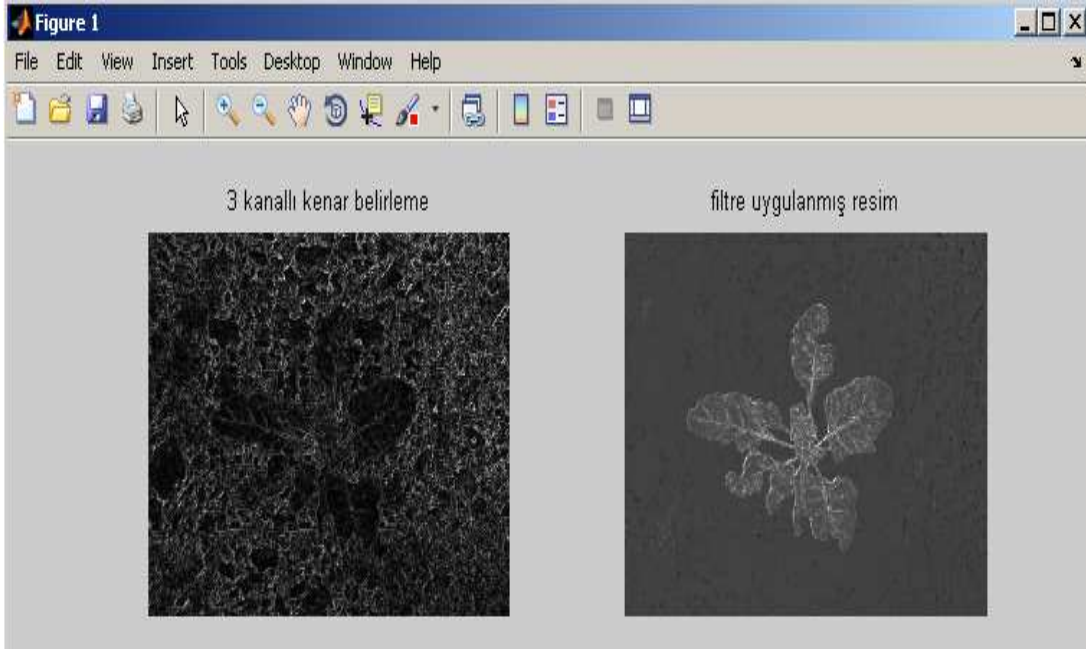 Figure 1
File Edit View Insert Tools Desktop Window Help
3 kanallı kenar belirleme
filtre uygulanmış resim